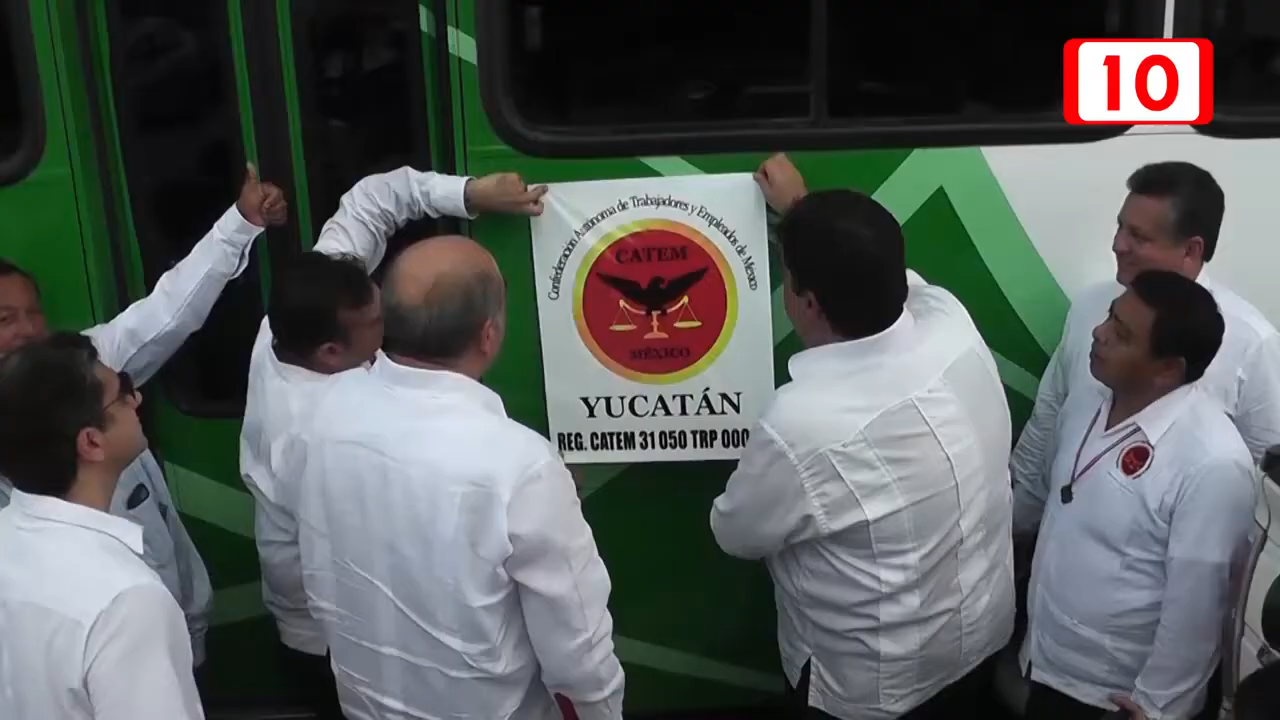 10
Confederación Autónoma de Trabajadores y Empleados de México
CATEM
MÉXICO
YUCATÁN
REG. CATEM 31 050 TRP 000